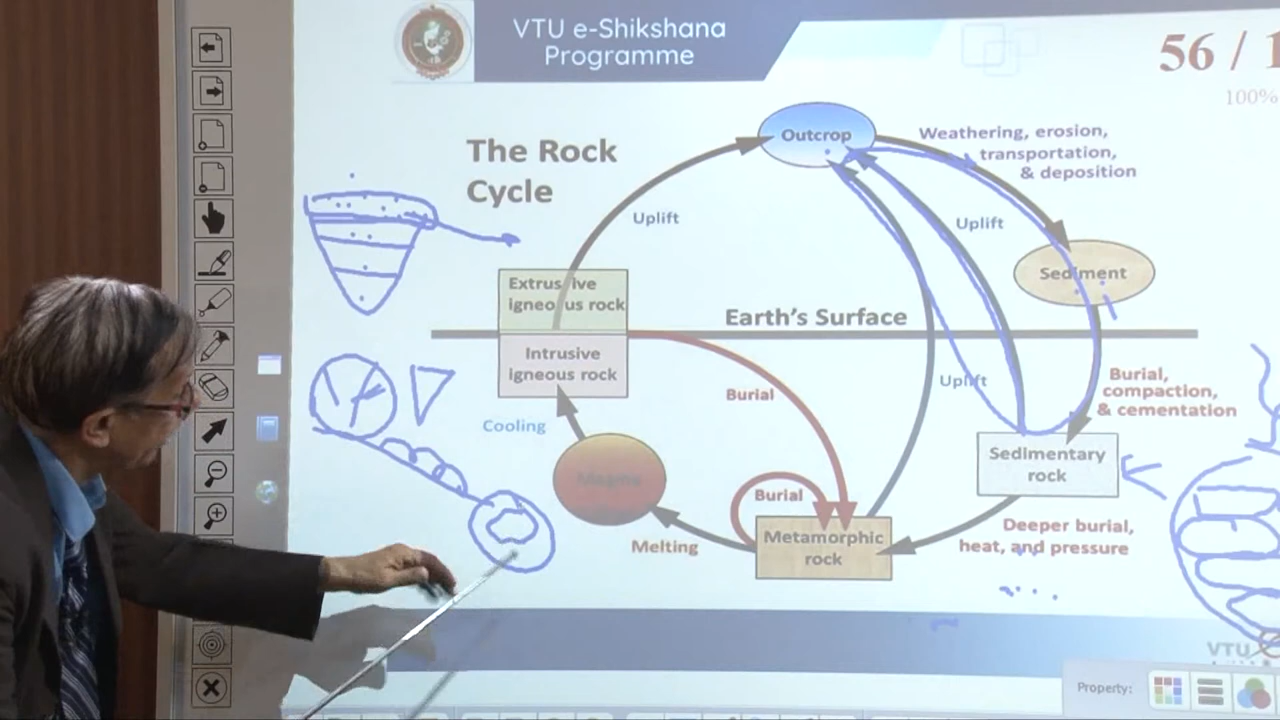 VTU e-Shikshana
Programme
56 / 1
100%
The Rock
Cycle
Outcrop
Weathering, erosion,
transportation,
& deposition
Uplift
Uplift
Sediment
Extrusive
igneous rock
Earth's Surface
Intrusive
igneous rock
Burial
Uplift
Burial,
compaction,
& cementation
Cooling
Magma
Sedimentary
rock
Burial
Metamorphic
rock
Melting
Deeper burial,
heat, and pressure
VTU
Property: